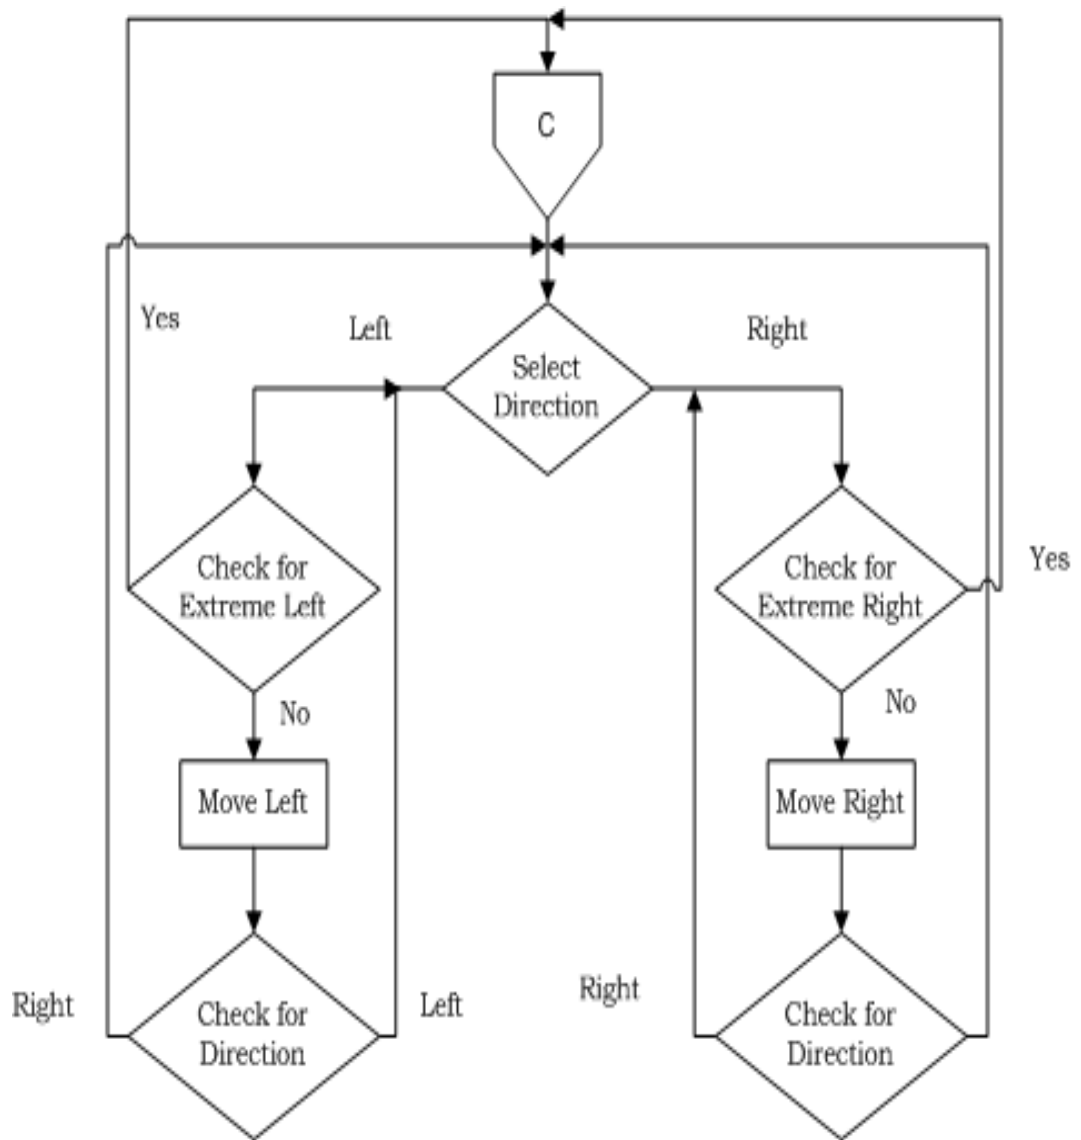 C
Yes
Left
Right
Select
Direction
Check for
Extreme Left
Check for
Extreme Right
Yes
No
No
Move Left
Move Right
Right
Check for
Direction
Left
Right
Check for
Direction